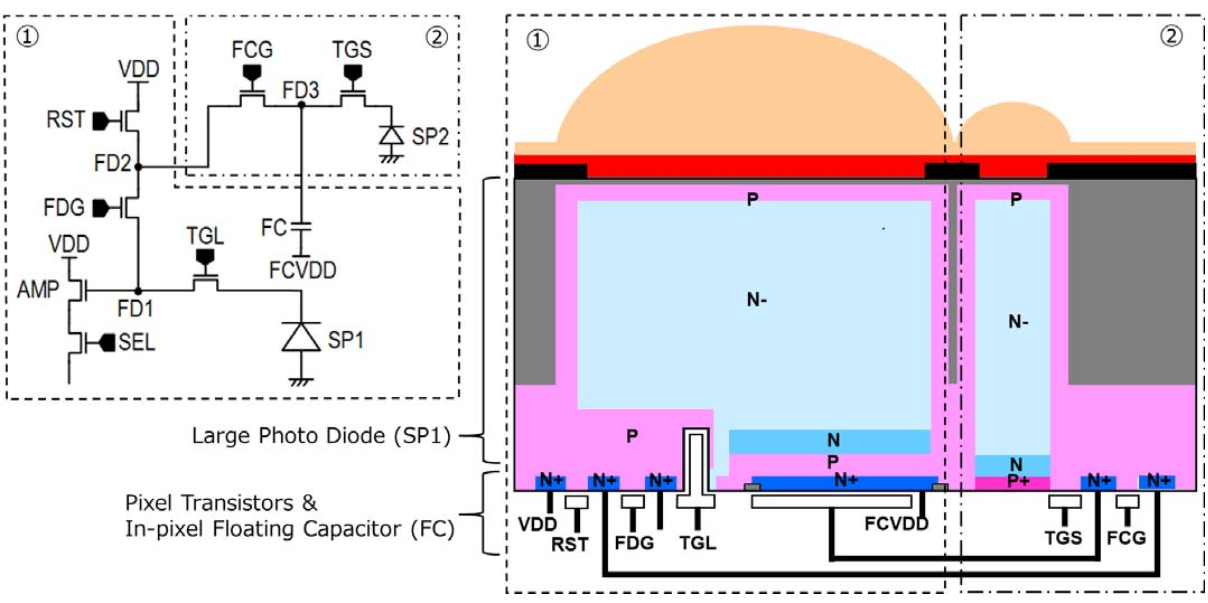 ①
②
VDD
FCG
TGS
RST
FD3
SP2
FD2
FDG
TGL
FC
VDD
FCVDD
AMP
FD1
SEL
SP1
Large Photo Diode (SP1)
Pixel Transistors &
In-pixel Floating Capacitor (FC)
①
②
P
P
N-
N-
P
N
P
N
P+
N+
N+
N+
N+
N+
N+
VDD
RST
FDG
TGL
FCVDD
TGS
FCG